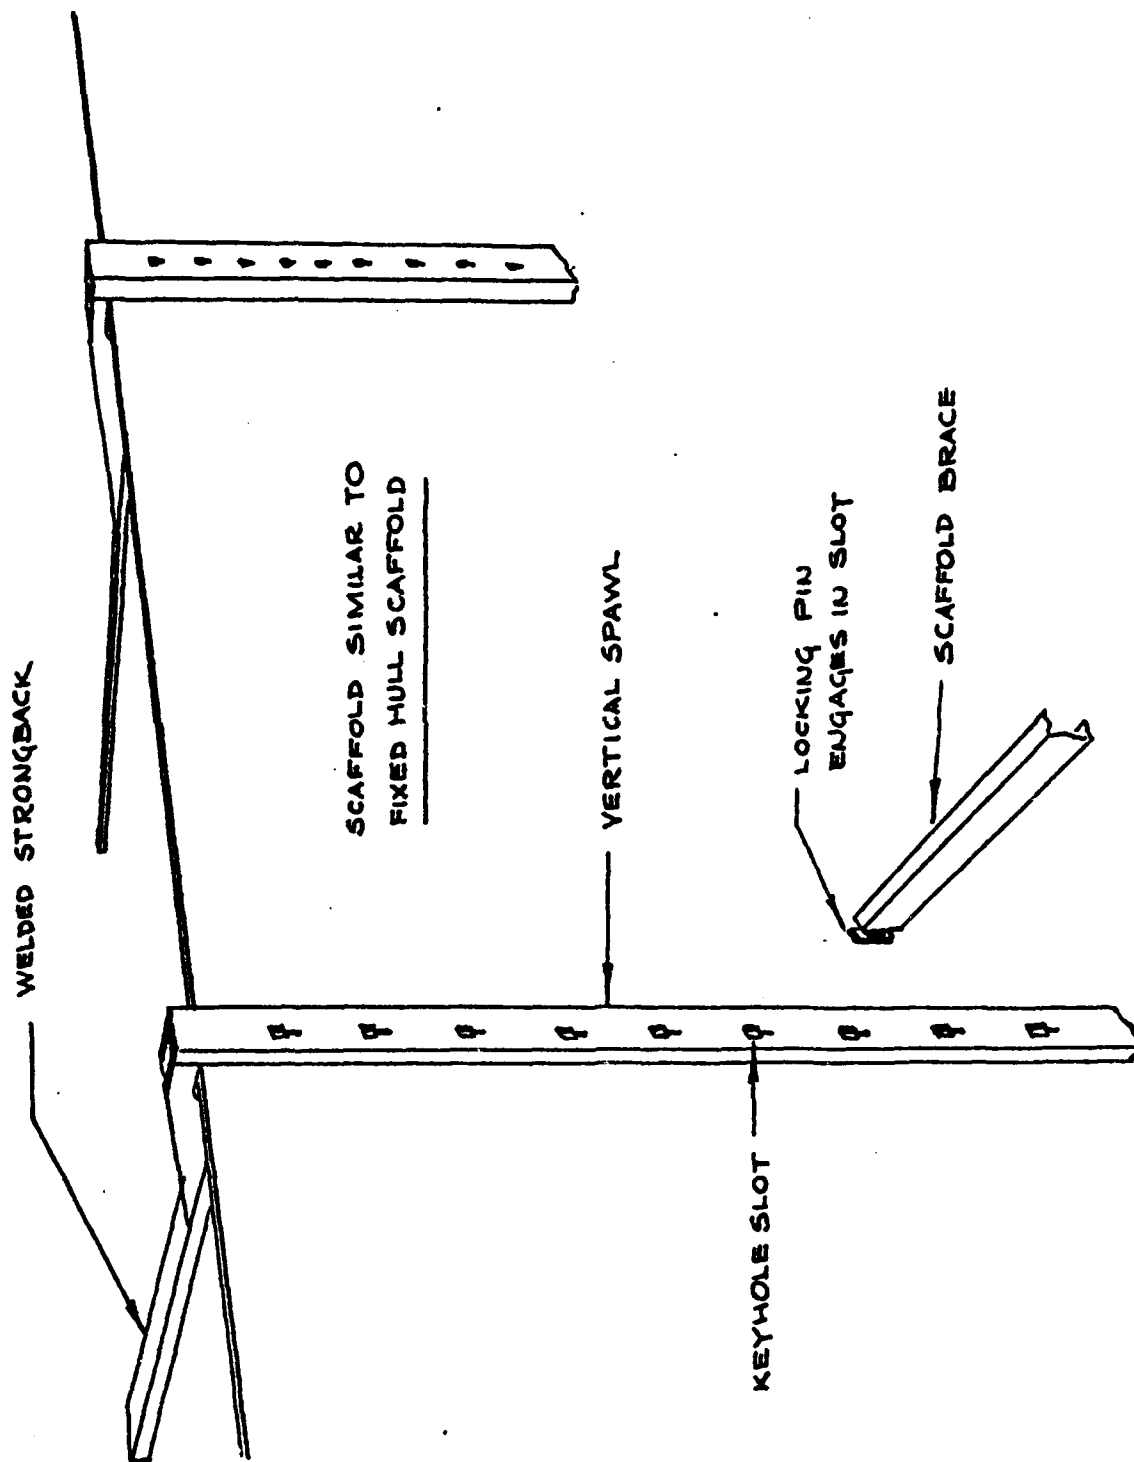 WELDED STRONGBACK
SCAFFOLD SIMILAR TO
FIXED HULL SCAFFOLD
VERTICAL SPAWL
LOCKING PIN
ENGAGES IN SLOT
SCAFFOLD BRACE
KEYHOLE SLOT